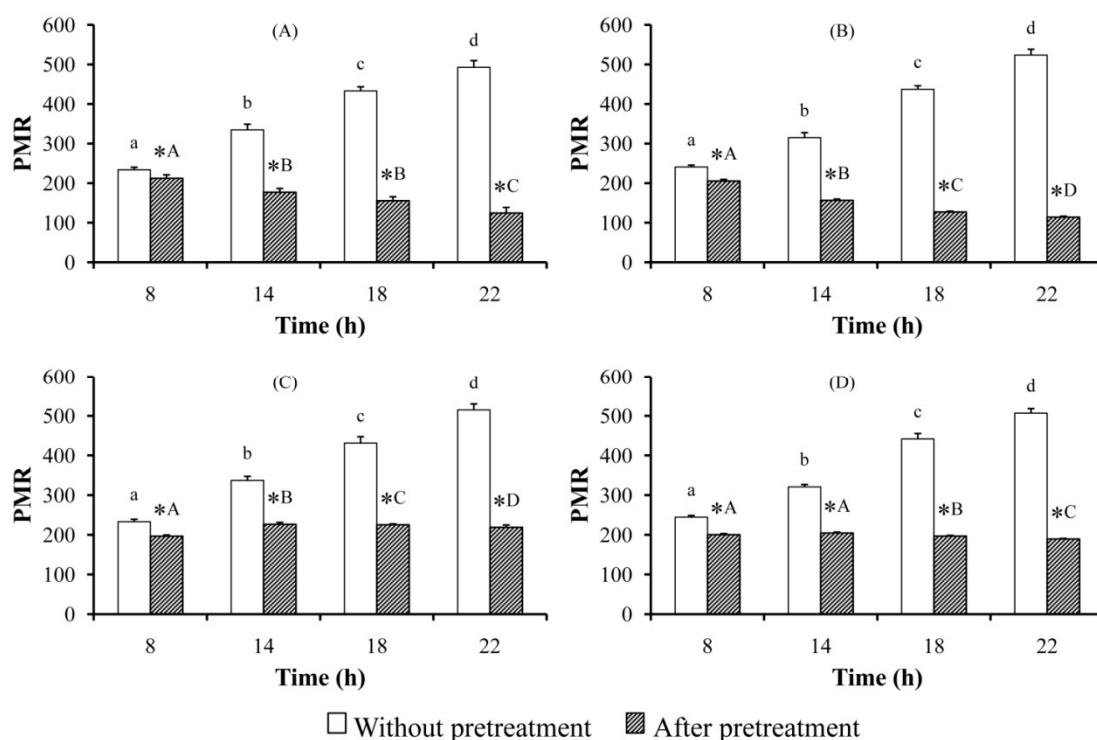 (A)
600
500
400
300
200
100
0
PMR
a
*A
b
*B
c
*B
d
*C
8 14 18 22
Time (h)
(B)
600
500
400
300
200
100
0
PMR
a
*A
b
*B
c
*C
d
*D
8 14 18 22
Time (h)
(C)
600
500
400
300
200
100
0
PMR
a
*A
b
*B
c
*C
d
*D
8 14 18 22
Time (h)
(D)
600
500
400
300
200
100
0
PMR
a
*A
b
*A
c
*B
d
*C
8 14 18 22
Time (h)
Without pretreatment After pretreatment